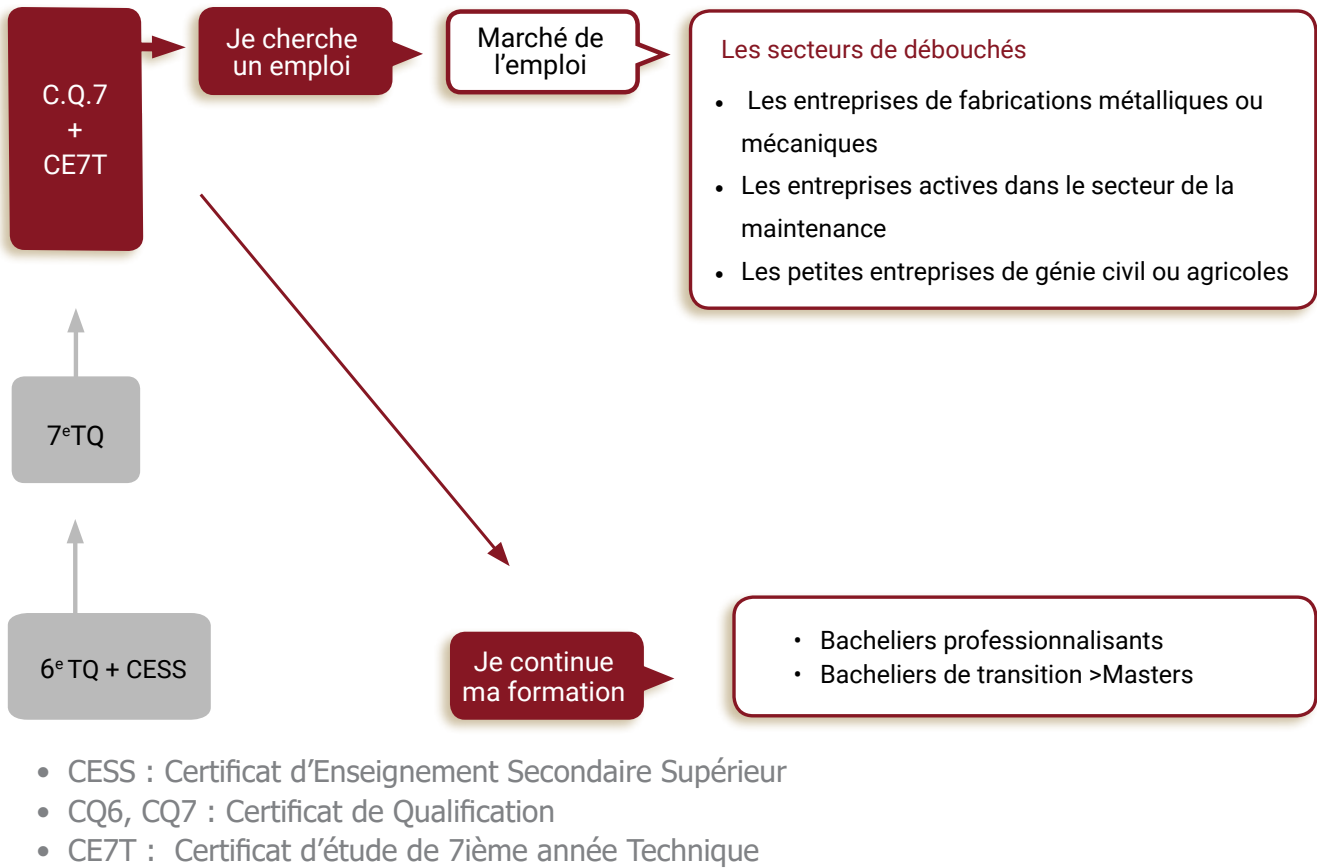 C.Q.7
+
CE7T
Je cherche
un emploi
Marché de
l'emploi
Les secteurs de débouchés
• Les entreprises de fabrications métalliques ou
mécaniques
• Les entreprises actives dans le secteur de la
maintenance
• Les petites entreprises de génie civil ou agricoles
7ᵉTQ
6ᵉ TQ + CESS
Je continue
ma formation
• Bacheliers professionnalisants
• Bacheliers de transition >Masters
• CESS : Certificat d'Enseignement Secondaire Supérieur
• CQ6, CQ7 : Certificat de Qualification
• CE7T : Certificat d'étude de 7ième année Technique